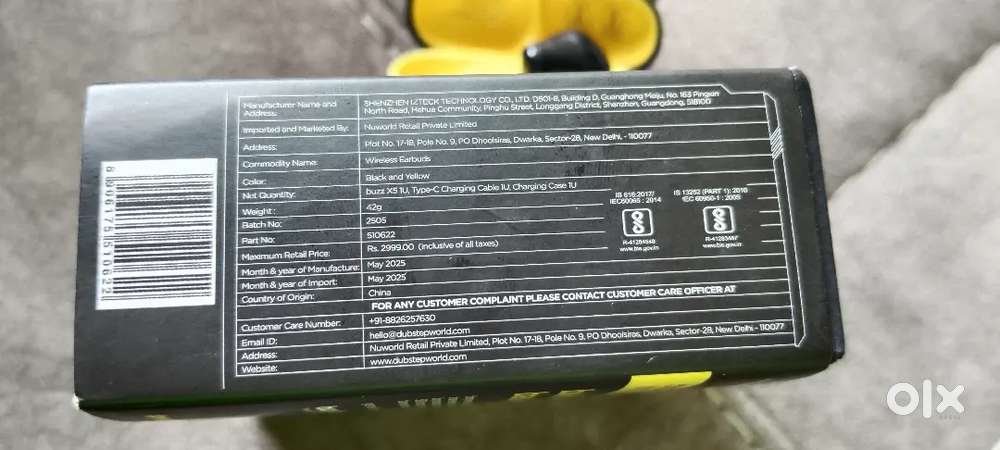 Manufacturer Name and Address: SHENZHEN IZTECK TECHNOLOGY CO., LTD. D501-8, Building D, Guanghong Meiju, No. 163 Pingxin
North Road, Hehua Community, Pinghu Street, Longgang District, Shenzhen, Guangdong, 518100
Imported and Marketed By: Nuworld Retail Private Limited
Address: Plot No. 17-18, Pole No. 9, PO Dhoolsiras, Dwarka, Sector-28, New Delhi, - 110077
Commodity Name: Wireless Earbuds
Color: Black and Yellow
Net Quantity: buzz X5 1U, Type-C Charging Cable 1U, Charging Case 1U
Weight: 42g
Batch No: 2505
Part No: 510622
Maximum Retail Price: Rs. 2999.00 (inclusive of all taxes)
Month & year of Manufacture: May 2025
Month & year of Import: May 2025
Country of Origin: China
IS 616:2017/
IEC60065 : 2014
R-41284848
www.bis.gov.in
IS 13252 (PART 1): 2010
IEC 60950-1 : 2005
www.bis.gov.in
FOR ANY CUSTOMER COMPLAINT PLEASE CONTACT CUSTOMER CARE OFFICER AT
Customer Care Number: +91-8826257630
Email ID: hello@dubstepworld.com
Address: Nuworld Retail Private Limited, Plot No. 17-18, Pole No. 9, PO Dhoolsiras, Dwarka, Sector-28, New Delhi - 110077
Website: www.dubstepworld.com
olx